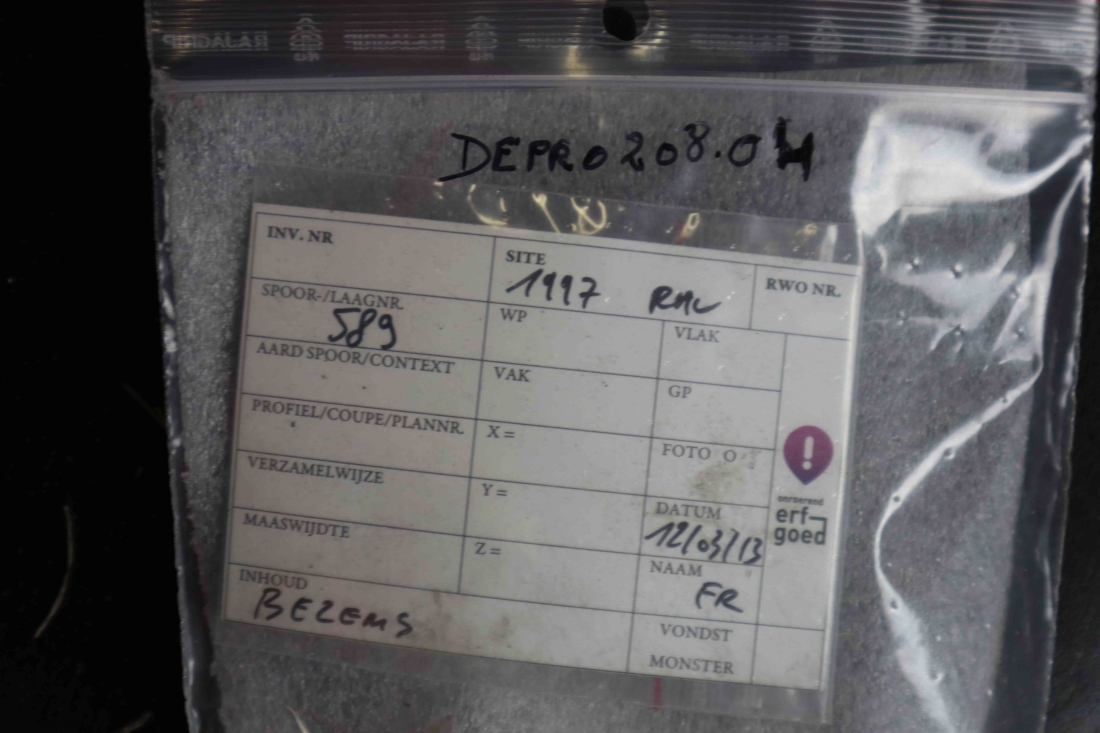 DEPRO208.04
INV. NR
SITE
1997 RML
RWO NR.
SPOOR-/LAAGNR.
589
WP
VLAK
AARD SPOOR/CONTEXT
VAK
GP
PROFIEL/COUPE/PLANNR.
X =
FOTO O
VERZAMELWIJZE
Y =
DATUM
12/03/13
onroerend
erf-
goed
MAASWIJDTE
Z =
NAAM
FR
INHOUD
BEZEMS
VONDST
MONSTER